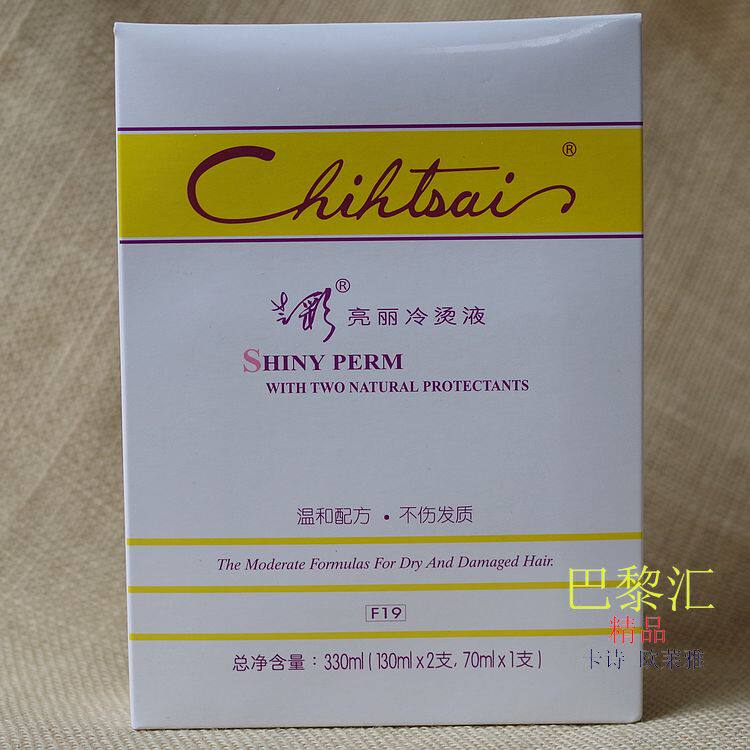 Chihtsai®
®亮丽冷烫液
SHINY PERM
WITH TWO NATURAL PROTECTANTS
温和配方 · 不伤发质
The Moderate Formulas For Dry And Damaged Hair.
F19
总净含量：330ml（130ml x 2支, 70ml x 1支）
巴黎汇
精品
卡诗 欧莱雅